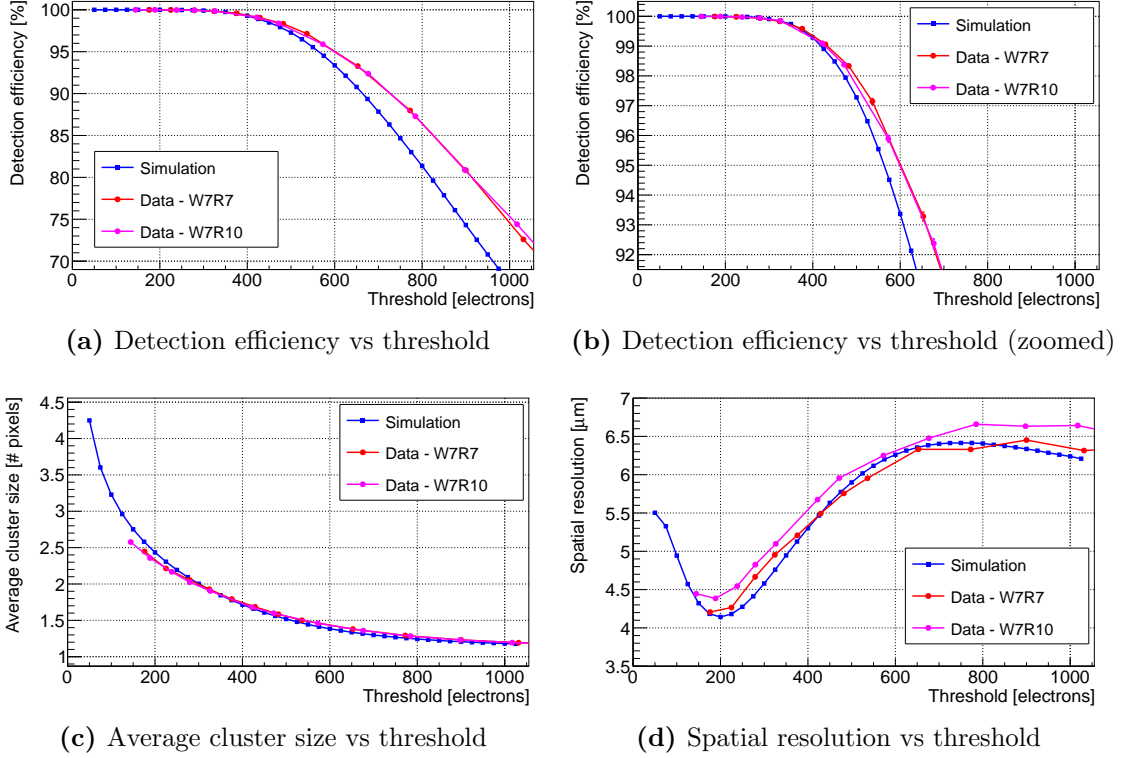 Detection efficiency [%]
100
95
90
85
80
75
70
Simulation
Data - W7R7
Data - W7R10
0 200 400 600 800 1000
Threshold [electrons]
(a) Detection efficiency vs threshold
Detection efficiency [%]
100
99
98
97
96
95
94
93
92
Simulation
Data - W7R7
Data - W7R10
0 200 400 600 800 1000
Threshold [electrons]
(b) Detection efficiency vs threshold (zoomed)
Average cluster size [# pixels]
4.5
4
3.5
3
2.5
2
1.5
1
Simulation
Data - W7R7
Data - W7R10
0 200 400 600 800 1000
Threshold [electrons]
(c) Average cluster size vs threshold
Spatial resolution [μm]
7
6.5
6
5.5
5
4.5
4
3.5
Simulation
Data - W7R7
Data - W7R10
0 200 400 600 800 1000
Threshold [electrons]
(d) Spatial resolution vs threshold